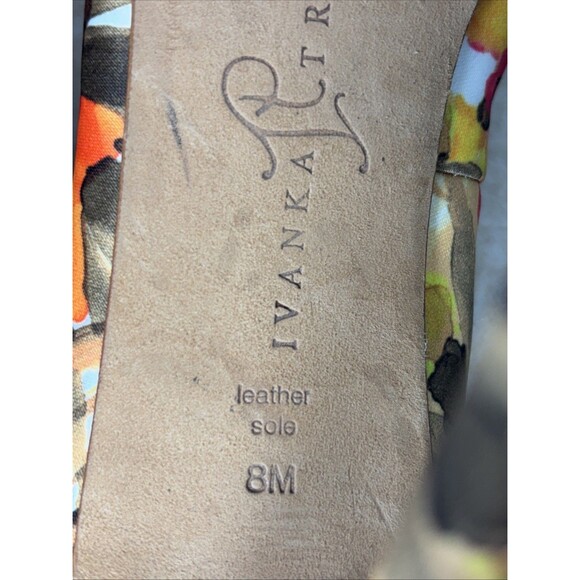 IVANKA TR
leather
sole
8M